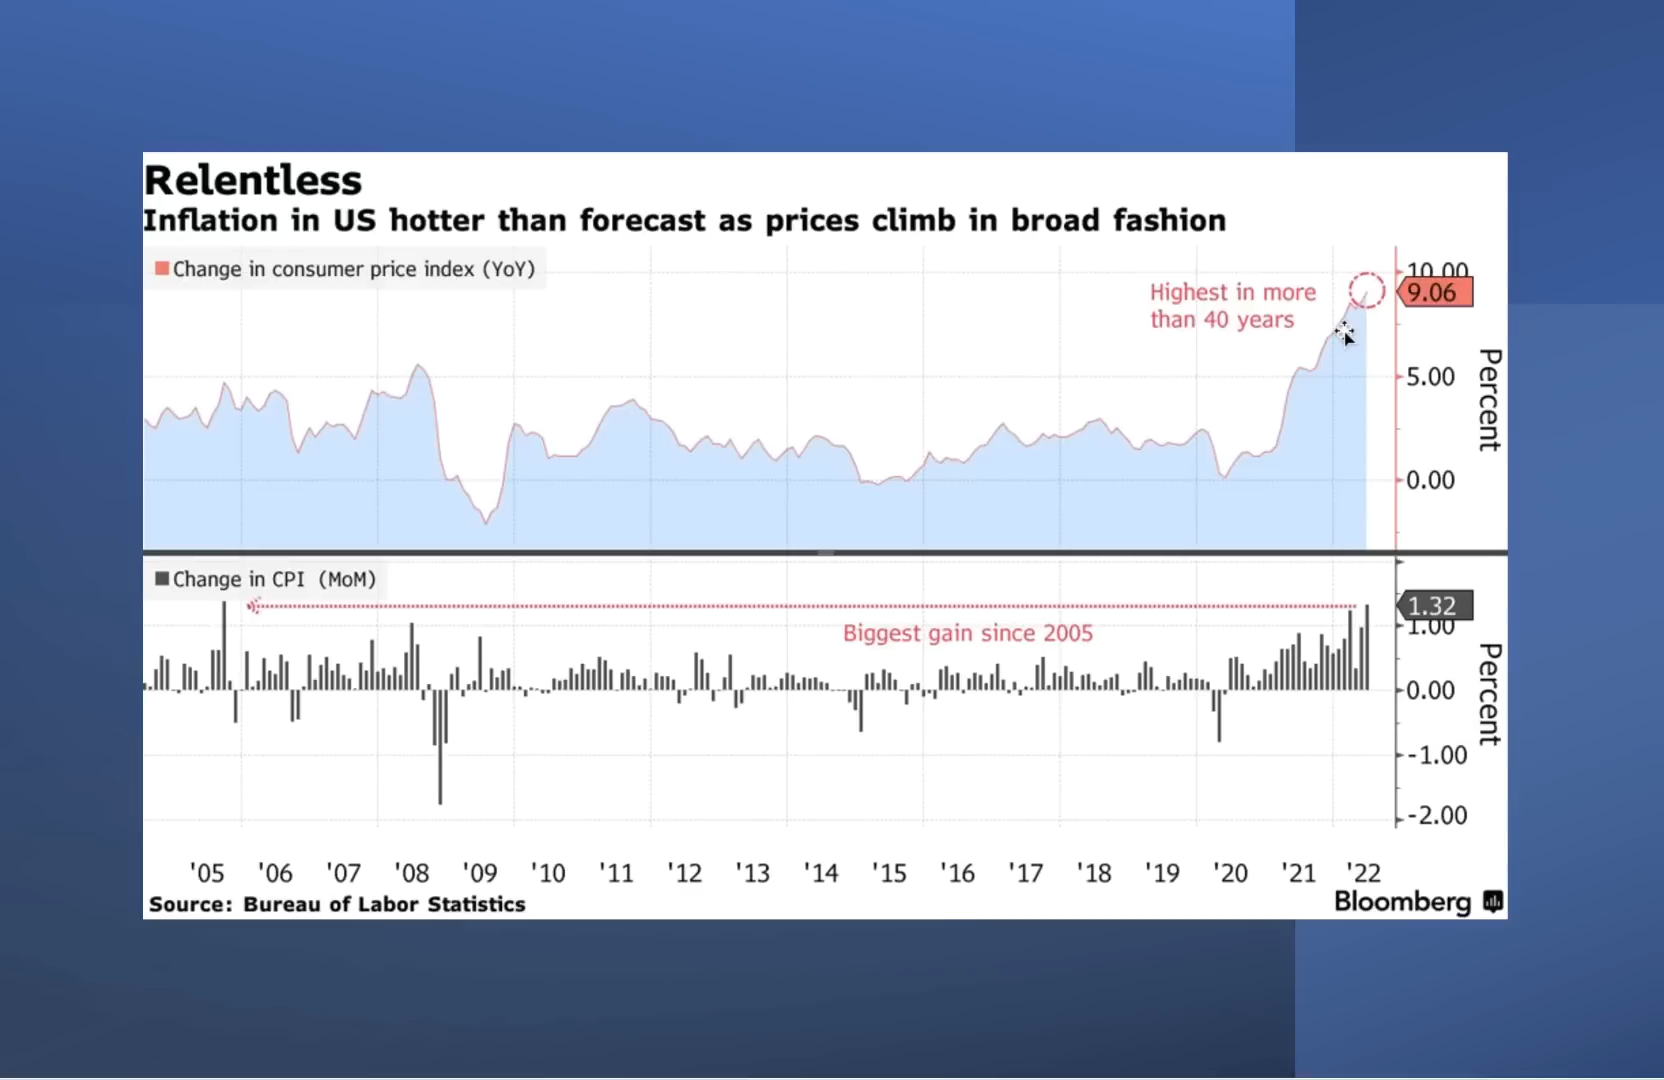 Relentless
Inflation in US hotter than forecast as prices climb in broad fashion
Change in consumer price index (YoY)
Highest in more
than 40 years
10.00
9.06
5.00
0.00
Percent
Change in CPI (MoM)
Biggest gain since 2005
1.32
1.00
0.00
-1.00
-2.00
Percent
'05 '06 '07 '08 '09 '10 '11 '12 '13 '14 '15 '16 '17 '18 '19 '20 '21 '22
Source: Bureau of Labor Statistics
Bloomberg